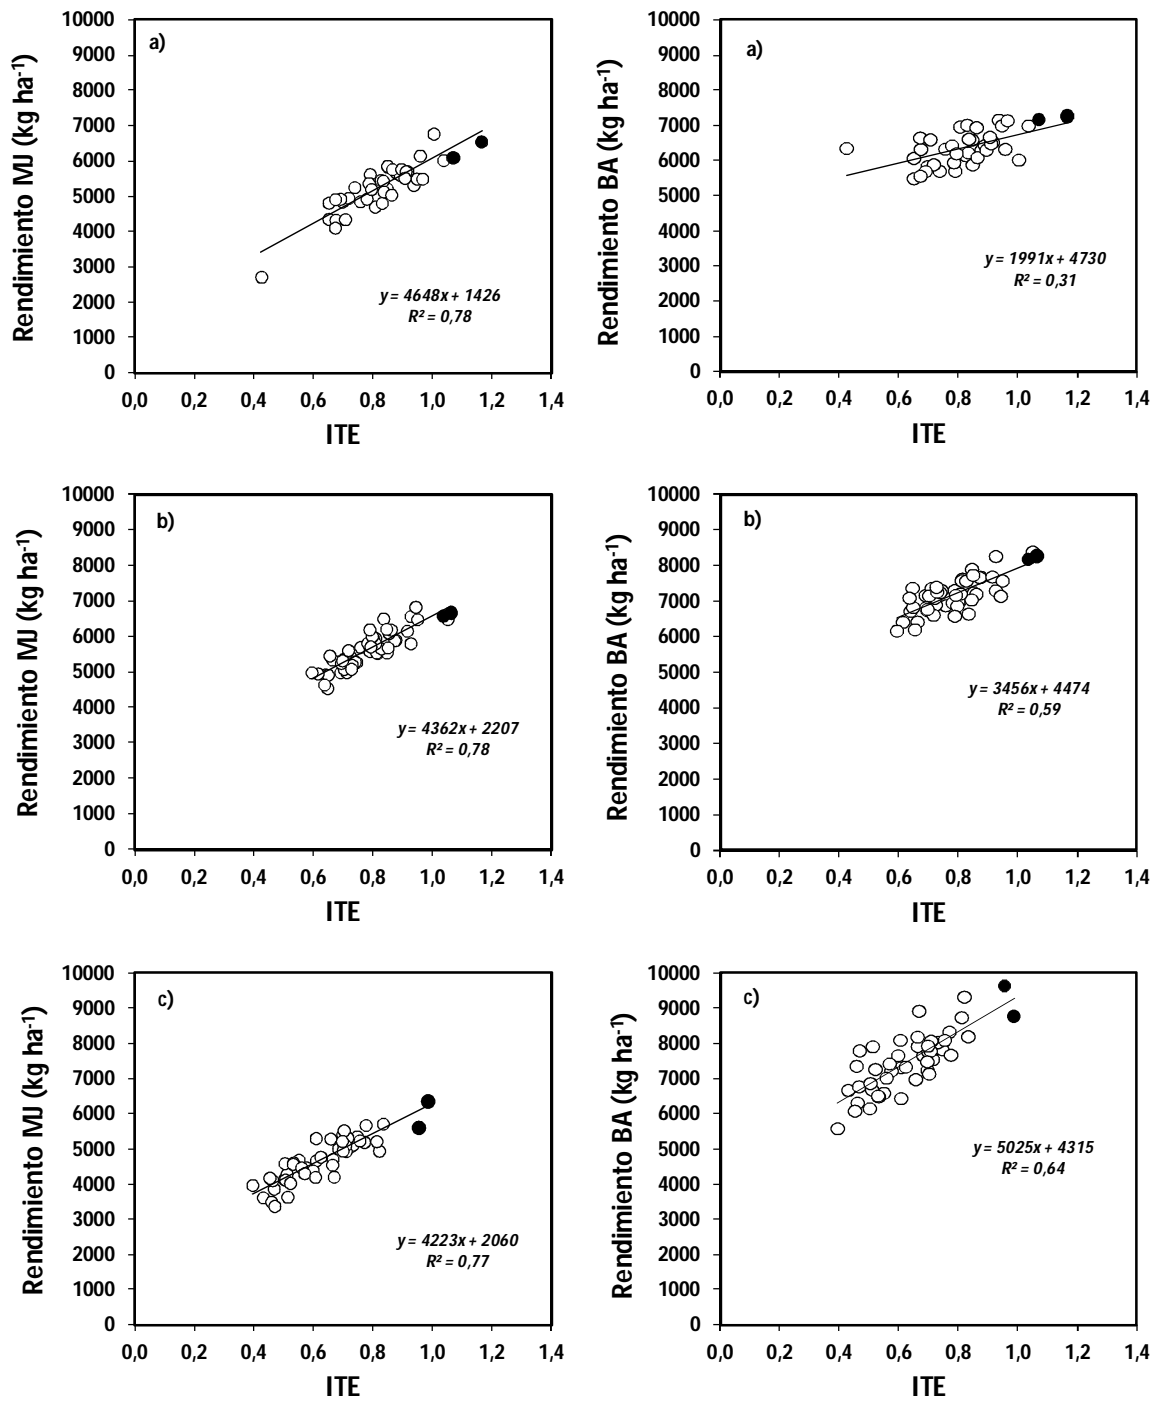 10000
9000
8000
7000
6000
5000
4000
3000
2000
1000
0
Rendimiento MJ (kg ha-1)
a)
y = 4648x + 1426
R² = 0,78
0,0 0,2 0,4 0,6 0,8 1,0 1,2 1,4
ITE
10000
9000
8000
7000
6000
5000
4000
3000
2000
1000
0
Rendimiento BA (kg ha-1)
a)
y = 1991x + 4730
R² = 0,31
0,0 0,2 0,4 0,6 0,8 1,0 1,2 1,4
ITE
10000
9000
8000
7000
6000
5000
4000
3000
2000
1000
0
Rendimiento MJ (kg ha-1)
b)
y = 4362x + 2207
R² = 0,78
0,0 0,2 0,4 0,6 0,8 1,0 1,2 1,4
ITE
10000
9000
8000
7000
6000
5000
4000
3000
2000
1000
0
Rendimiento BA (kg ha-1)
b)
y = 3456x + 4474
R² = 0,59
0,0 0,2 0,4 0,6 0,8 1,0 1,2 1,4
ITE
10000
9000
8000
7000
6000
5000
4000
3000
2000
1000
0
Rendimiento MJ (kg ha-1)
c)
y = 4223x + 2060
R² = 0,77
0,0 0,2 0,4 0,6 0,8 1,0 1,2 1,4
ITE
10000
9000
8000
7000
6000
5000
4000
3000
2000
1000
0
Rendimiento BA (kg ha-1)
c)
y = 5025x + 4315
R² = 0,64
0,0 0,2 0,4 0,6 0,8 1,0 1,2 1,4
ITE